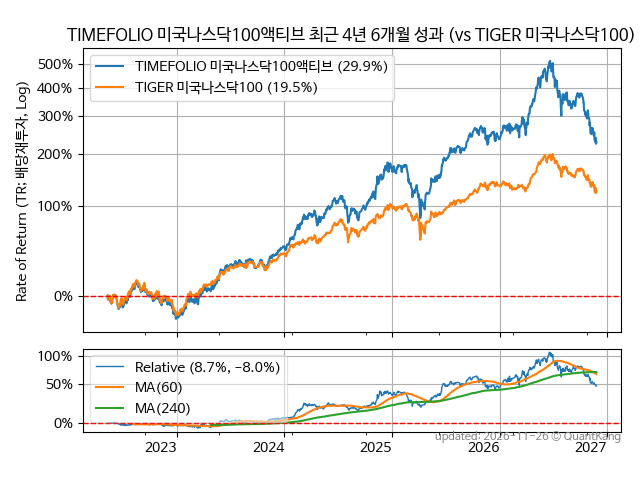 TIMEFOLIO 미국나스닥100액티브 최근 4년 6개월 성과 (vs TIGER 미국나스닥100)
Rate of Return (TR: 배당재투자, Log)
500%
400%
300%
200%
100%
0%
TIMEFOLIO 미국나스닥100액티브 (29.9%)
TIGER 미국나스닥100 (19.5%)
100%
50%
0%
Relative (8.7%, −8.0%)
MA(60)
MA(240)
2023
2024
2025
2026
2027
updated: 2026-11-26 © QuantKang